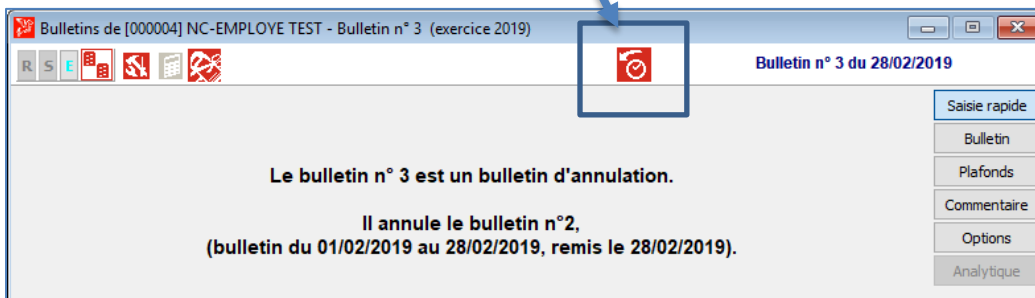 Bulletins de [000004] NC-EMPLOYE TEST - Bulletin n° 3 (exercice 2019)
R S E
Bulletin n° 3 du 28/02/2019
Saisie rapide
Bulletin
Plafonds
Commentaire
Options
Analytique
Le bulletin n° 3 est un bulletin d'annulation.
Il annule le bulletin n°2,
(bulletin du 01/02/2019 au 28/02/2019, remis le 28/02/2019).